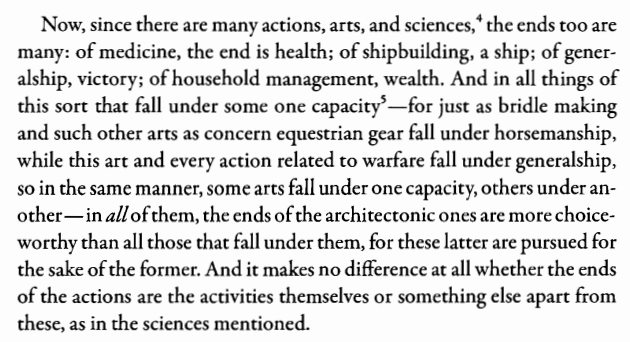 Now, since there are many actions, arts, and sciences,⁴ the ends too are
many: of medicine, the end is health; of shipbuilding, a ship; of gener-
alship, victory; of household management, wealth. And in all things of
this sort that fall under some one capacity⁵—for just as bridle making
and such other arts as concern equestrian gear fall under horsemanship,
while this art and every action related to warfare fall under generalship,
so in the same manner, some arts fall under one capacity, others under an-
other—in all of them, the ends of the architectonic ones are more choice-
worthy than all those that fall under them, for these latter are pursued for
the sake of the former. And it makes no difference at all whether the ends
of the actions are the activities themselves or something else apart from
these, as in the sciences mentioned.